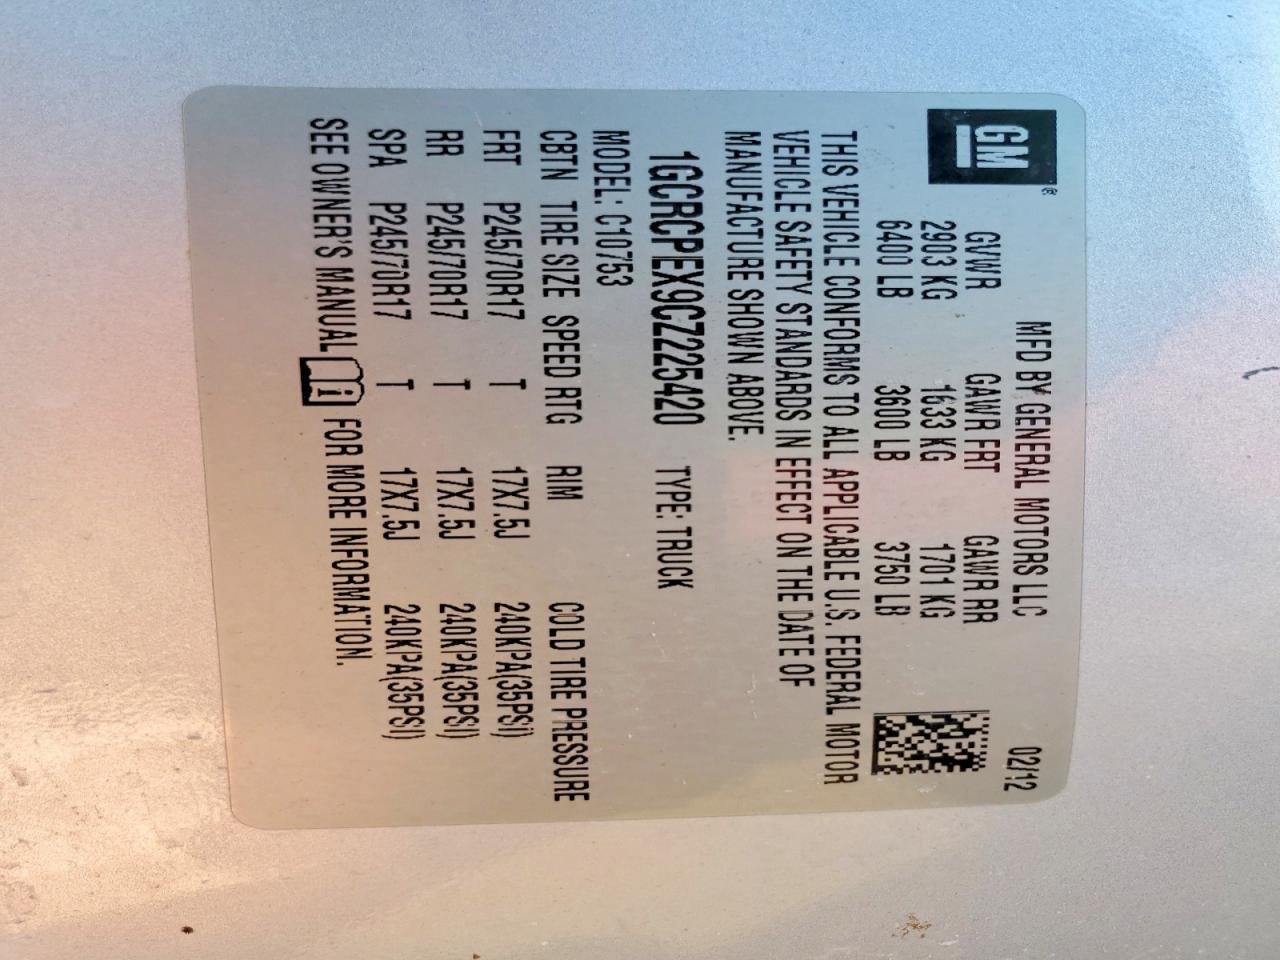 GM®
MFD BY GENERAL MOTORS LLC 02/12
GVWR GAWR FRT GAWR RR
2903 KG 1633 KG 1701 KG
6400 LB 3600 LB 3750 LB
THIS VEHICLE CONFORMS TO ALL APPLICABLE U.S. FEDERAL MOTOR
VEHICLE SAFETY STANDARDS IN EFFECT ON THE DATE OF
MANUFACTURE SHOWN ABOVE.
1GCRCPEX9CZ225420 TYPE: TRUCK
MODEL: C10753
CBTN TIRE SIZE SPEED RTG RIM COLD TIRE PRESSURE
FRT P245/70R17 T 17X7.5J 240KPA(35PSI)
RR P245/70R17 T 17X7.5J 240KPA(35PSI)
SPA P245/70R17 T 17X7.5J 240KPA(35PSI)
SEE OWNER'S MANUAL FOR MORE INFORMATION.